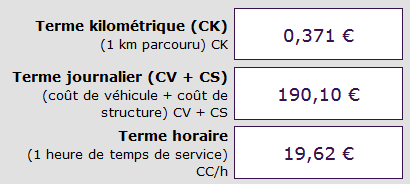 Terme kilométrique (CK)
(1 km parcouru) CK
0,371 €
Terme journalier (CV + CS)
(coût de véhicule + coût de
structure) CV + CS
190,10 €
Terme horaire
(1 heure de temps de service)
CC/h
19,62 €